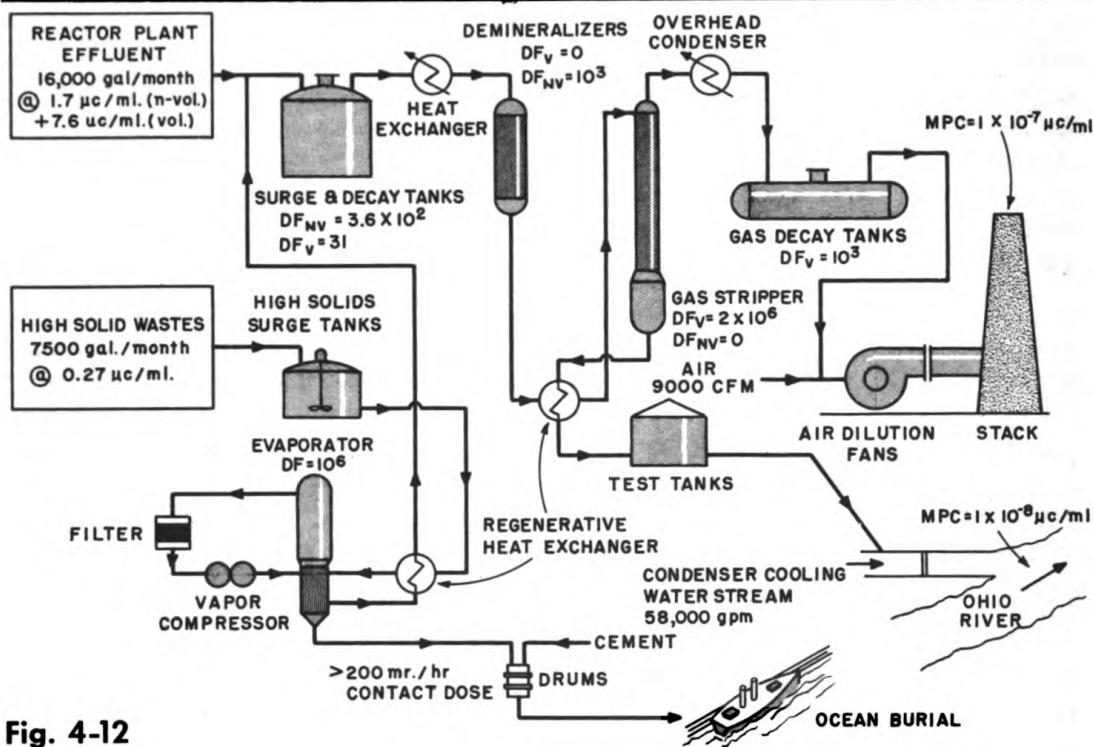 REACTOR PLANT
EFFLUENT
16,000 gal/month
@ 1.7 μc/ml. (n-vol.)
+7.6 uc/ml. (vol.)
DEMINERALIZERS
DFV = 0
DFNV = 10³
OVERHEAD
CONDENSER
HEAT
EXCHANGER
MPC = 1 X 10⁻⁷ μc/ml
SURGE & DECAY TANKS
DFNV = 3.6 X 10²
DFV = 31
GAS DECAY TANKS
DFV = 10³
HIGH SOLID WASTES
7500 gal./month
@ 0.27 μc/ml.
HIGH SOLIDS
SURGE TANKS
GAS STRIPPER
DFV = 2 X 10⁶
DFNV = 0
AIR
9000 CFM
AIR DILUTION
FANS
STACK
EVAPORATOR
DF = 10⁶
TEST TANKS
FILTER
REGENERATIVE
HEAT EXCHANGER
MPC = 1 X 10⁻⁸ μc/ml
VAPOR
COMPRESSOR
CONDENSER COOLING
WATER STREAM
58,000 gpm
OHIO
RIVER
CEMENT
>200 mr./hr
CONTACT DOSE
DRUMS
OCEAN BURIAL
Fig. 4-12